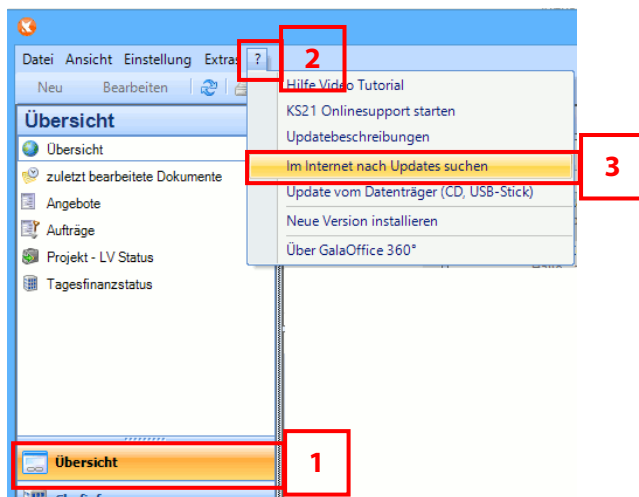 Datei Ansicht Einstellung Extras ?
2
Neu Bearbeiten
Hilfe Video Tutorial
KS21 Onlinesupport starten
Updatebeschreibungen
Im Internet nach Updates suchen
3
Update vom Datenträger (CD, USB-Stick)
Neue Version installieren
Über GalaOffice 360°
Übersicht
Übersicht
zuletzt bearbeitete Dokumente
Angebote
Aufträge
Projekt - LV Status
Tagesfinanzstatus
Übersicht
1